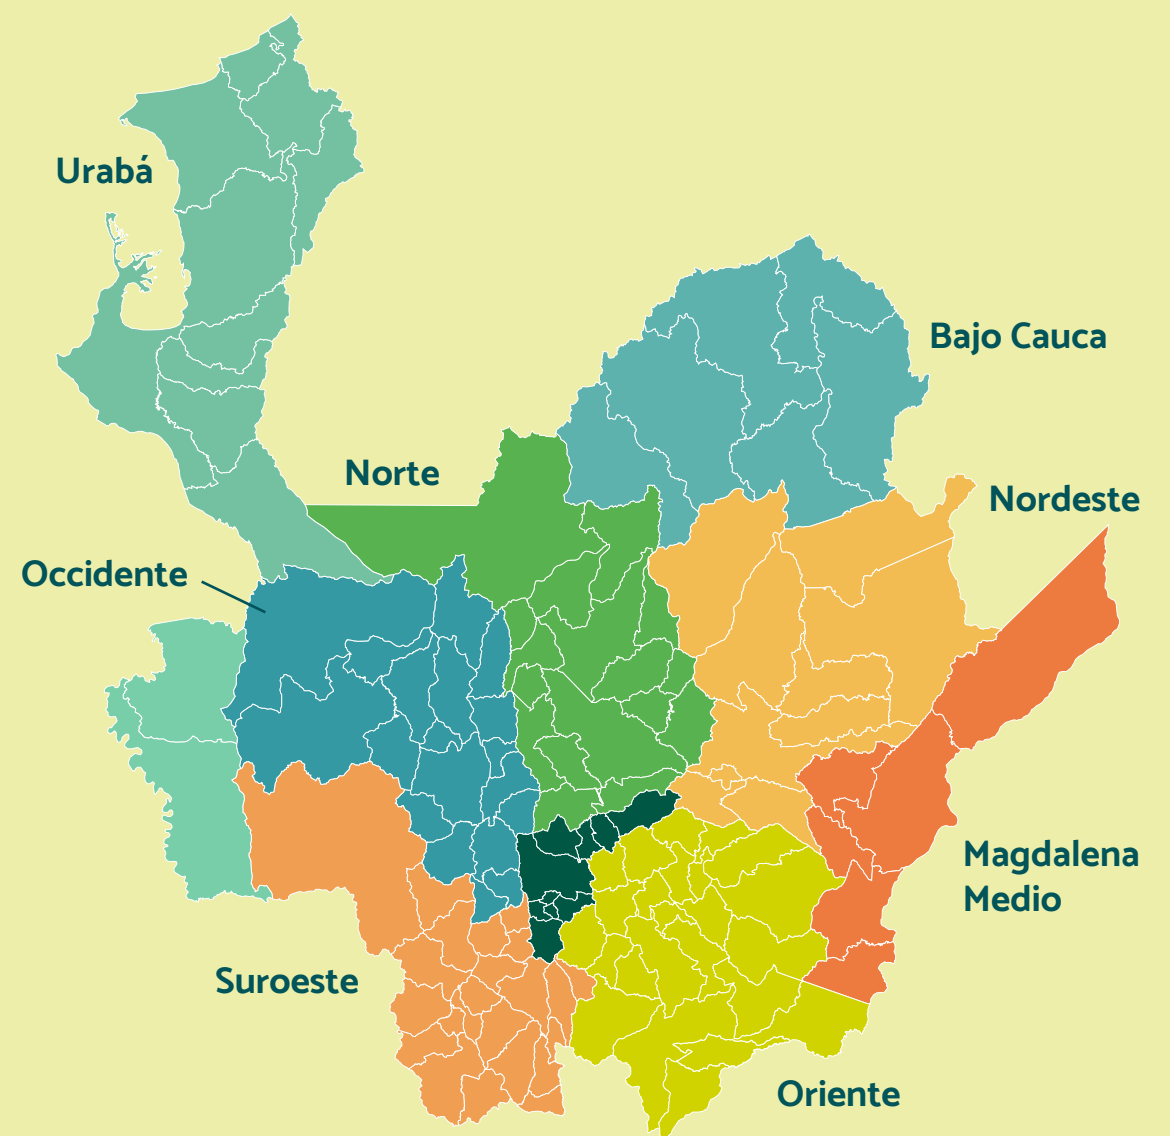 Urabá
Bajo Cauca
Norte
Nordeste
Occidente
Magdalena
Medio
Suroeste
Oriente